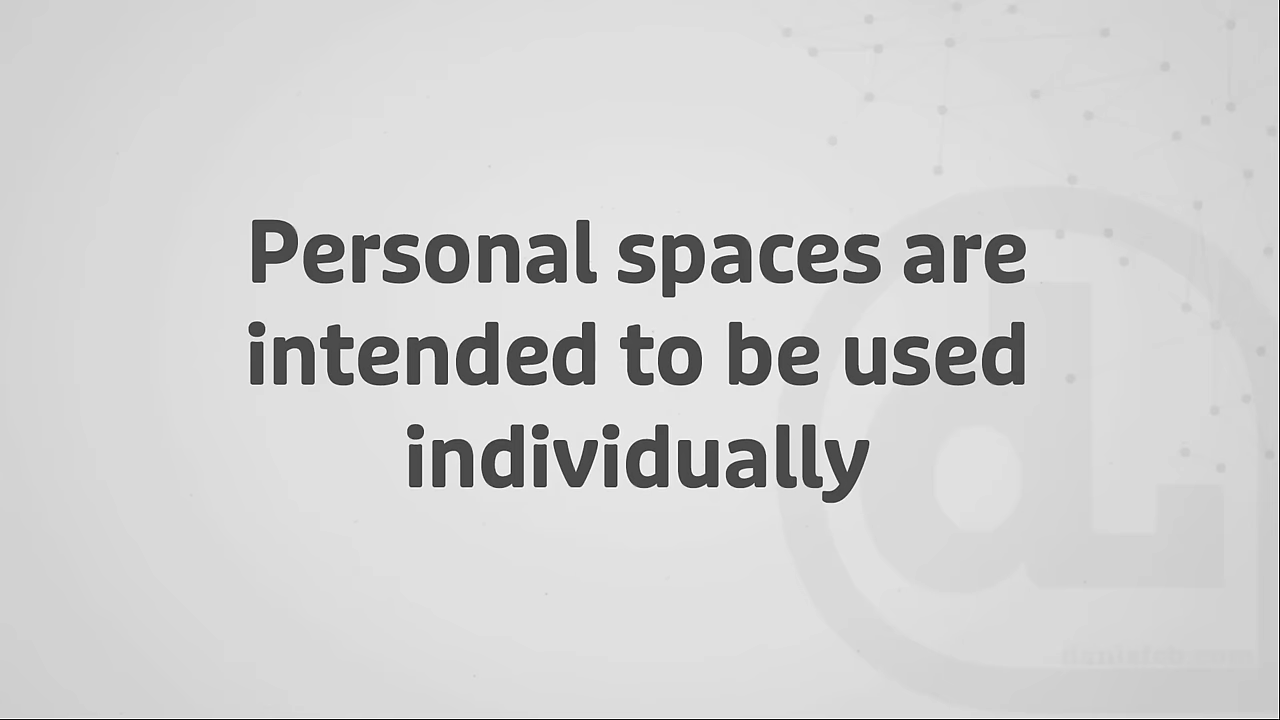 Personal spaces are
intended to be used
individually